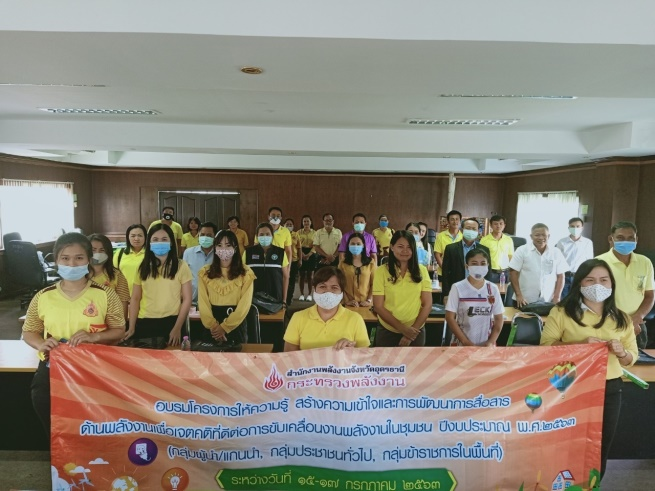 สำนักงานพลังงานจังหวัดอุดรธานี
กระทรวงพลังงาน
อบรมโครงการให้ความรู้ สร้างความเข้าใจและการพัฒนาการสื่อสาร
ด้านพลังงานเพื่อเจตคติที่ดีต่อการขับเคลื่อนงานพลังงานในชุมชน ปีงบประมาณ พ.ศ.๒๕๖๓
(กลุ่มผู้นำ/แกนนำ, กลุ่มประชาชนทั่วไป, กลุ่มข้าราชการในพื้นที่)
ระหว่างวันที่ ๑๕-๑๗ กรกฎาคม ๒๕๖๓